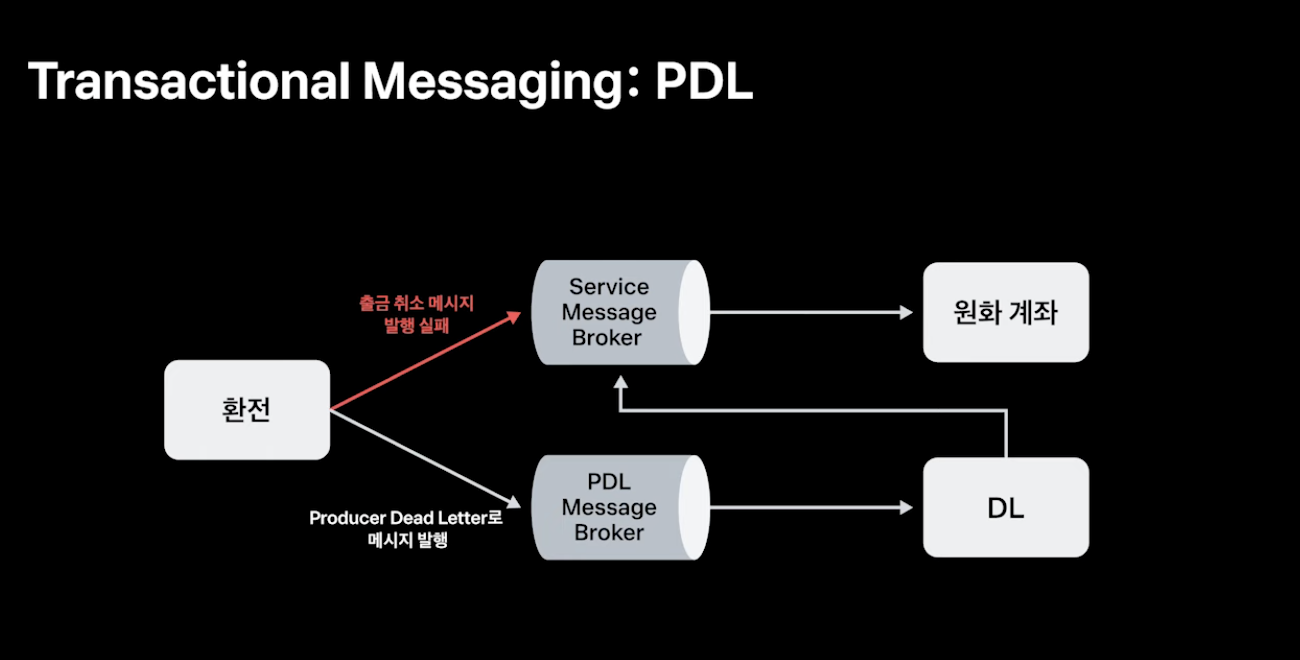 Transactional Messaging: PDL
출금 취소 메시지
발행 실패
Service
Message
Broker
원화 계좌
환전
Producer Dead Letter로
메시지 발행
PDL
Message
Broker
DL